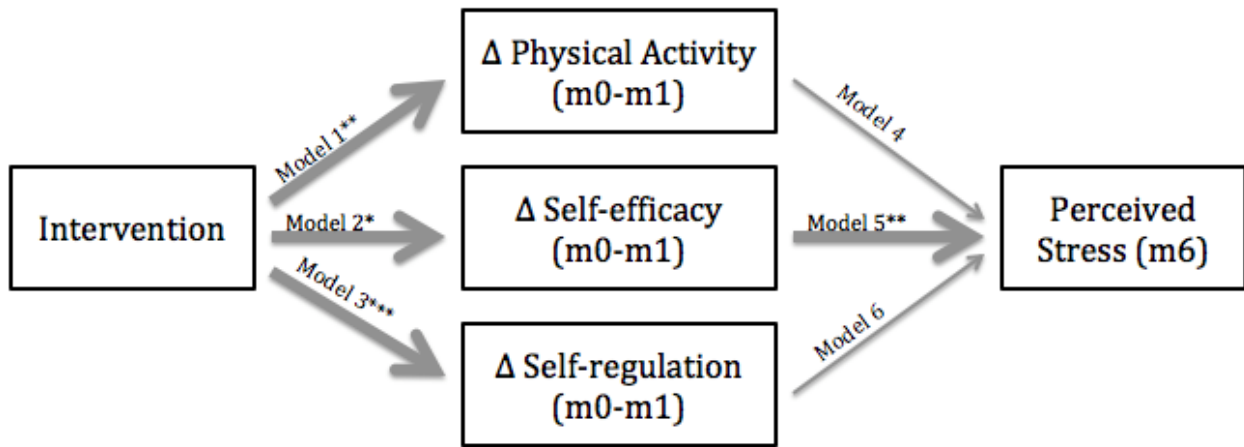 Δ Physical Activity
(m0-m1)
Model 1**
Model 4
Intervention
Model 2*
Δ Self-efficacy
(m0-m1)
Model 5**
Perceived
Stress (m6)
Model 3***
Δ Self-regulation
(m0-m1)
Model 6